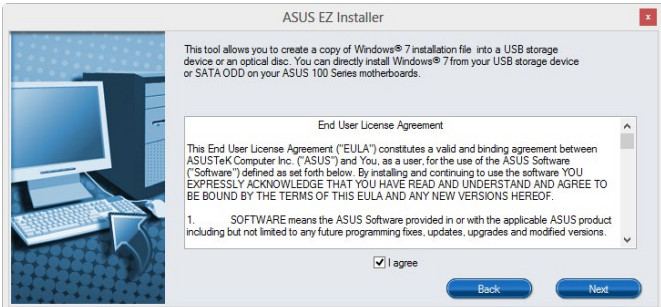 ASUS EZ Installer
x
This tool allows you to create a copy of Windows® 7 installation file into a USB storage
device or an optical disc. You can directly install Windows® 7 from your USB storage device
or SATA ODD on your ASUS 100 Series motherboards.
End User License Agreement
This End User License Agreement ("EULA") constitutes a valid and binding agreement between
ASUSTeK Computer Inc. ("ASUS") and You, as a user, for the use of the ASUS Software
("Software") defined as set forth below. By installing and continuing to use the software YOU
EXPRESSLY ACKNOWLEDGE THAT YOU HAVE READ AND UNDERSTAND AND AGREE TO
BE BOUND BY THE TERMS OF THIS EULA AND ANY NEW VERSIONS HEREOF.
1. SOFTWARE means the ASUS Software provided in or with the applicable ASUS product
including but not limited to any future programming fixes, updates, upgrades and modified versions.
I agree
Back Next